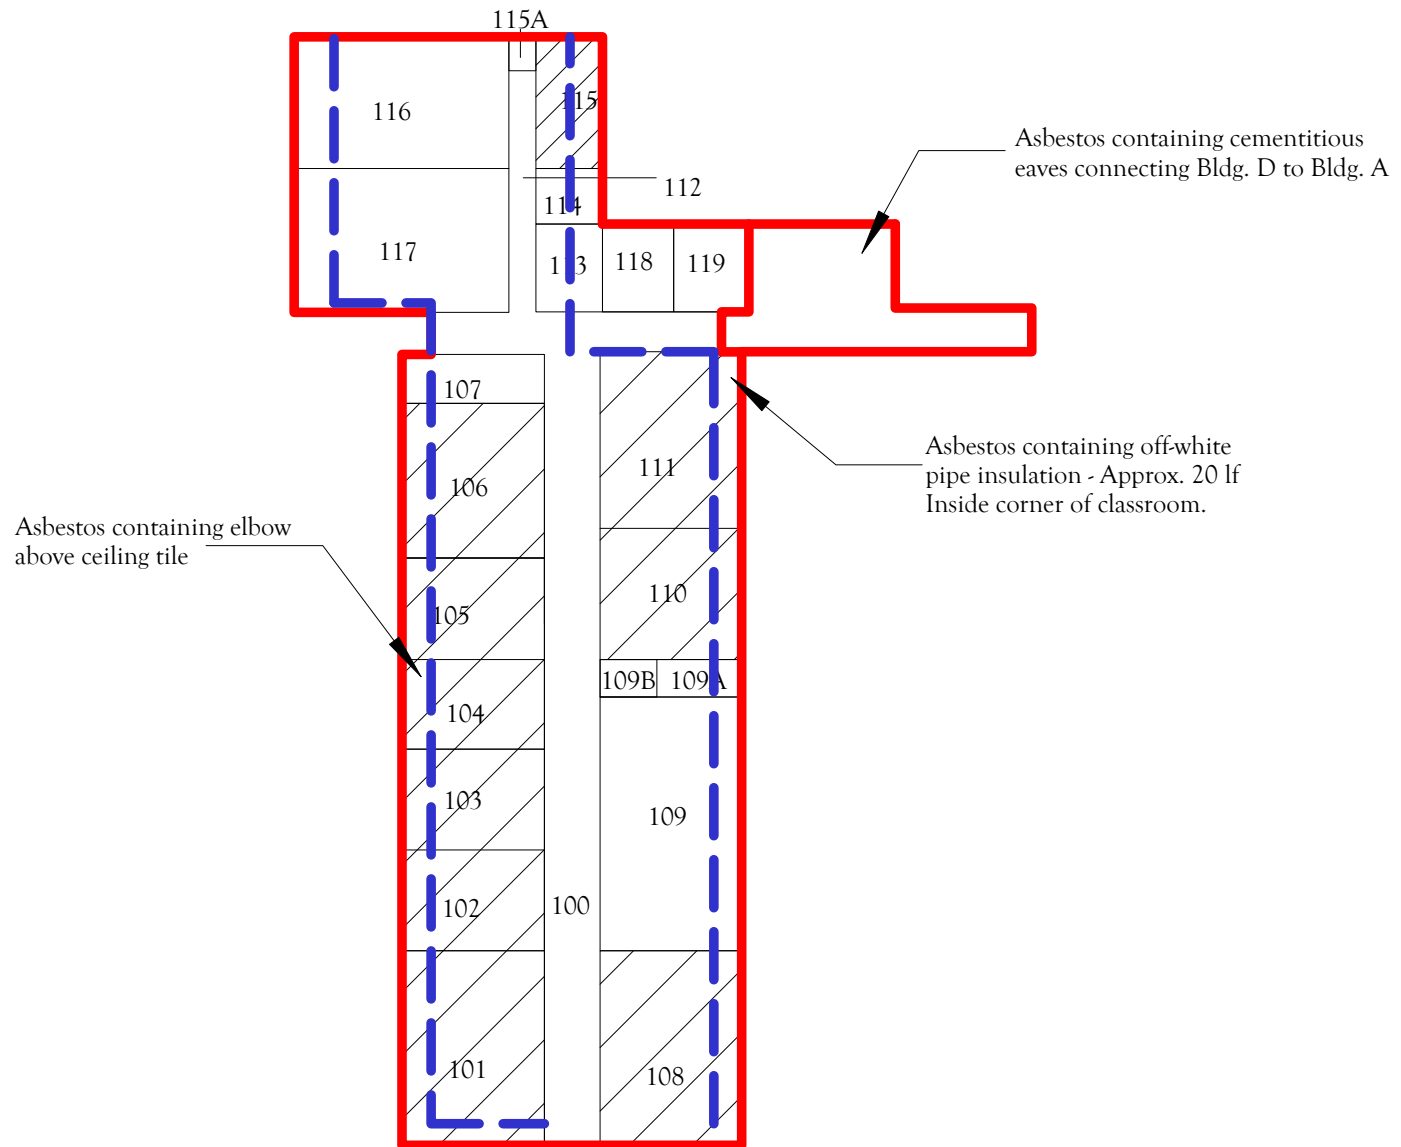 115A
116
115
Asbestos containing cementitious
eaves connecting Bldg. D to Bldg. A
112
114
117
113
118
119
107
Asbestos containing off-white
pipe insulation - Approx. 20 lf
Inside corner of classroom.
111
106
Asbestos containing elbow
above ceiling tile
110
105
109B
109A
104
103
109
102
100
101
108